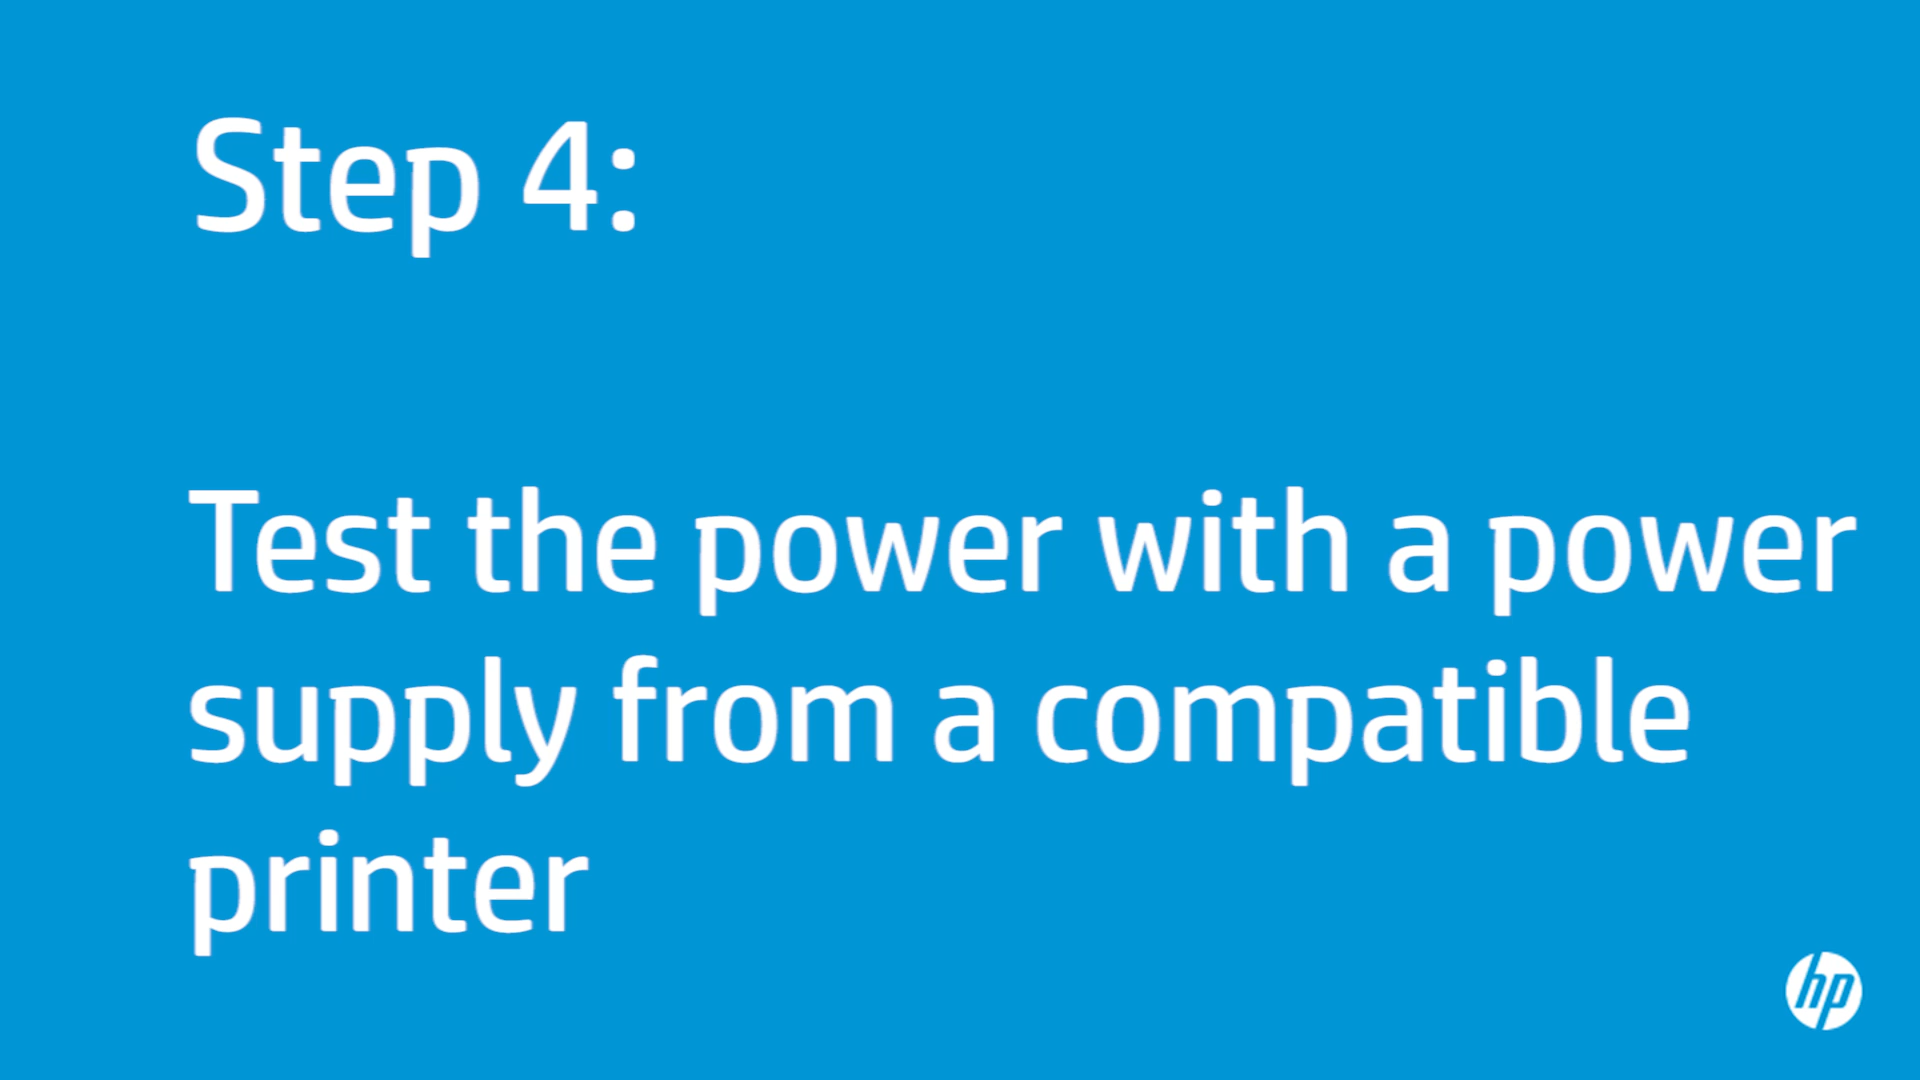 Step 4:
Test the power with a power
supply from a compatible
printer
hp